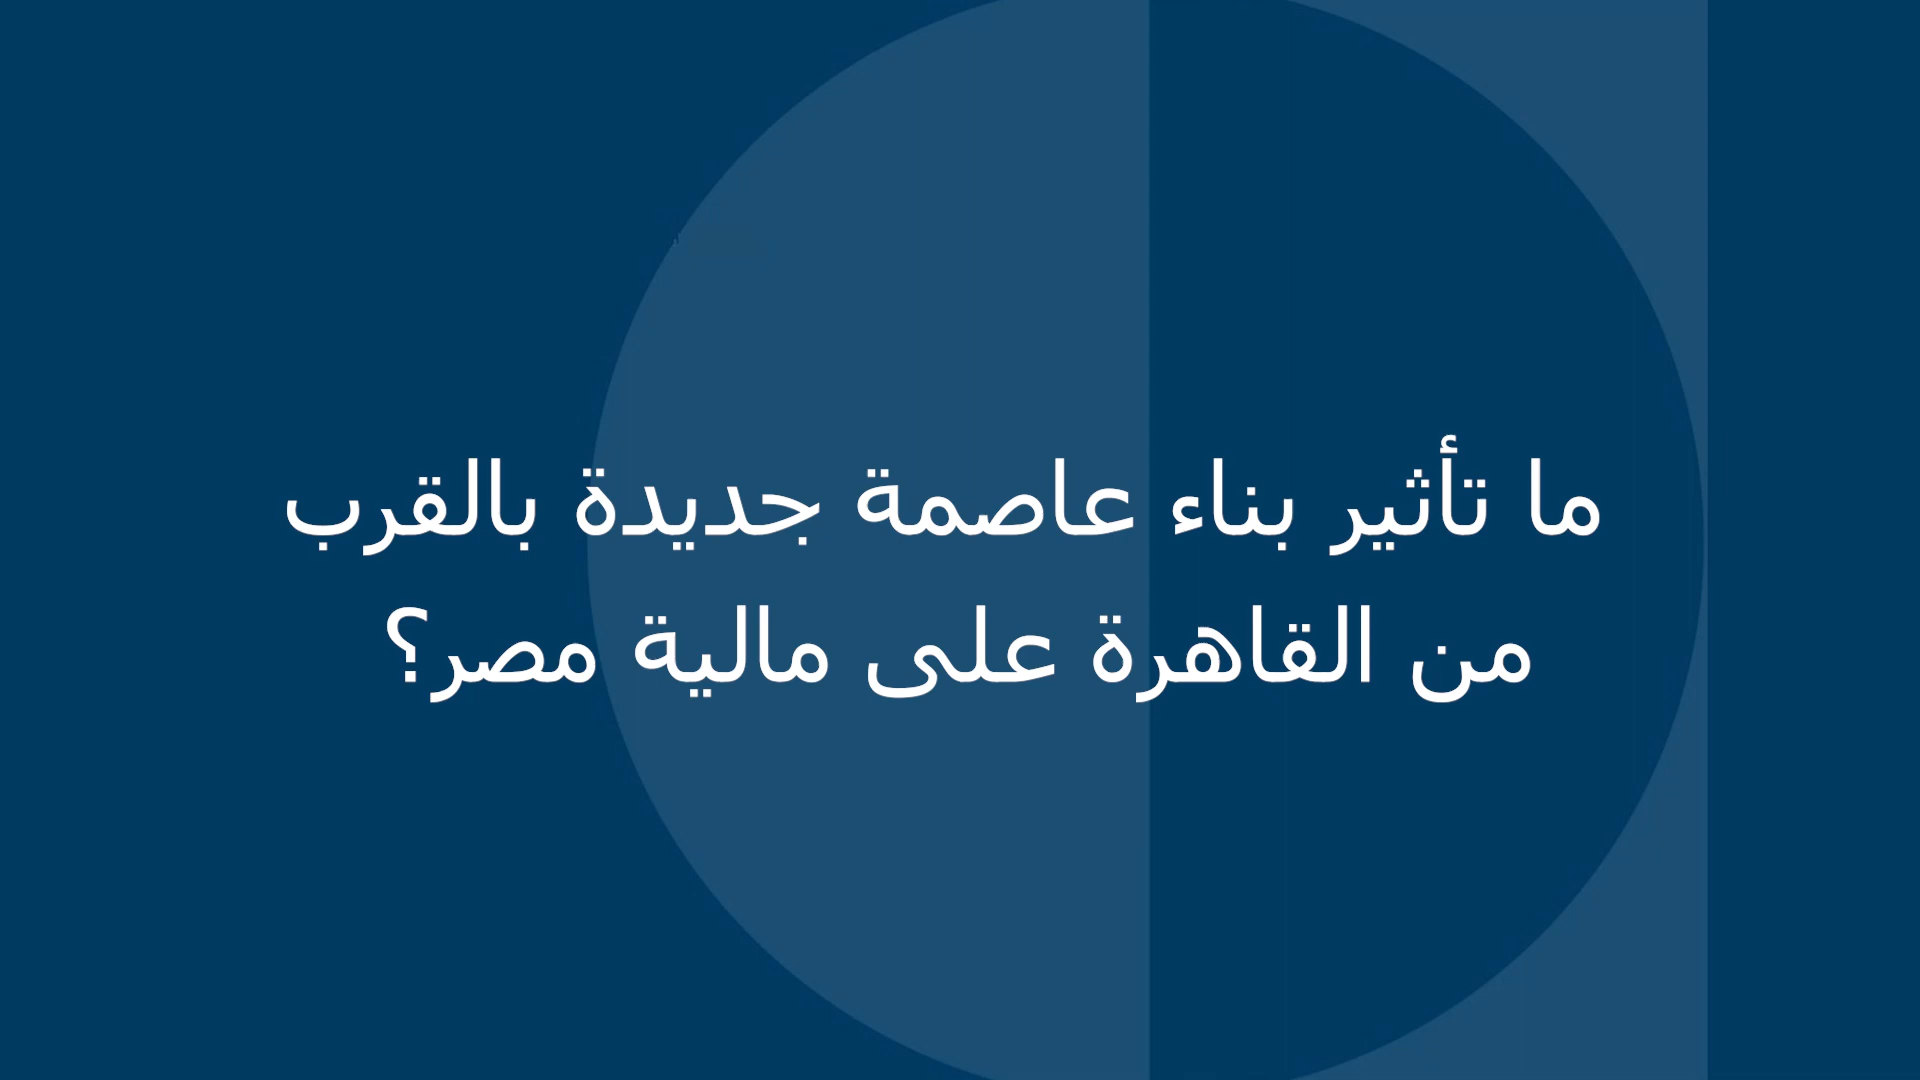 ما تأثير بناء عاصمة جديدة بالقرب
من القاهرة على مالية مصر؟